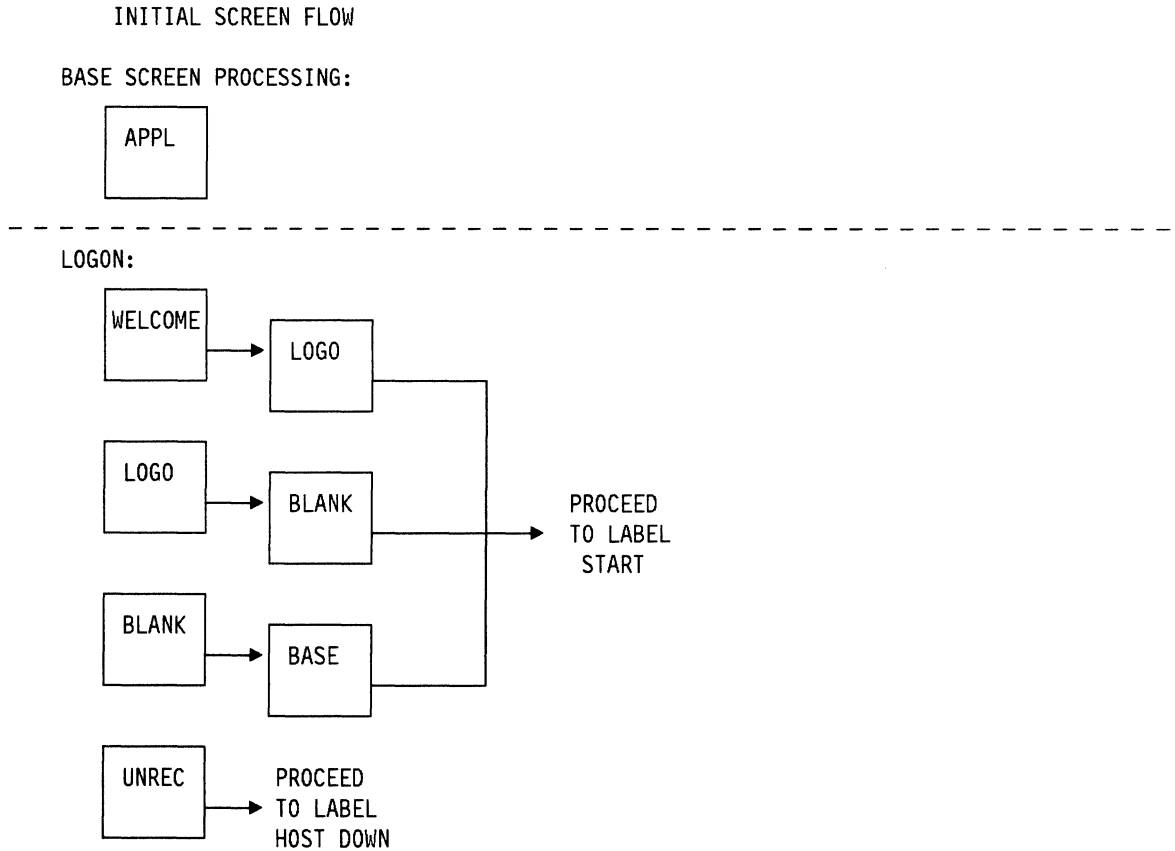 INITIAL SCREEN FLOW
BASE SCREEN PROCESSING:
APPL
LOGON:
WELCOME
LOGO
LOGO
BLANK
PROCEED
TO LABEL
START
BLANK
BASE
UNREC
PROCEED
TO LABEL
HOST DOWN